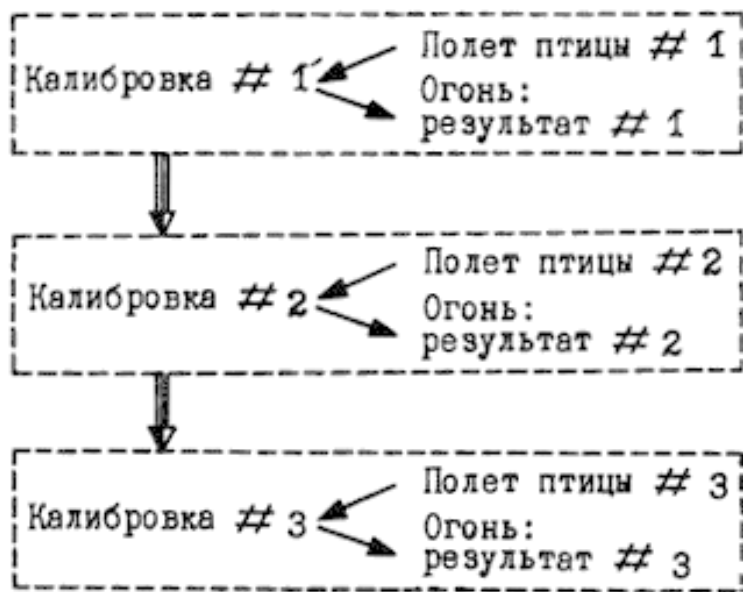 Полет птицы # 1
Калибровка # 1
Огонь:
результат # 1
Полет птицы # 2
Калибровка # 2
Огонь:
результат # 2
Полет птицы # 3
Калибровка # 3
Огонь:
результат # 3